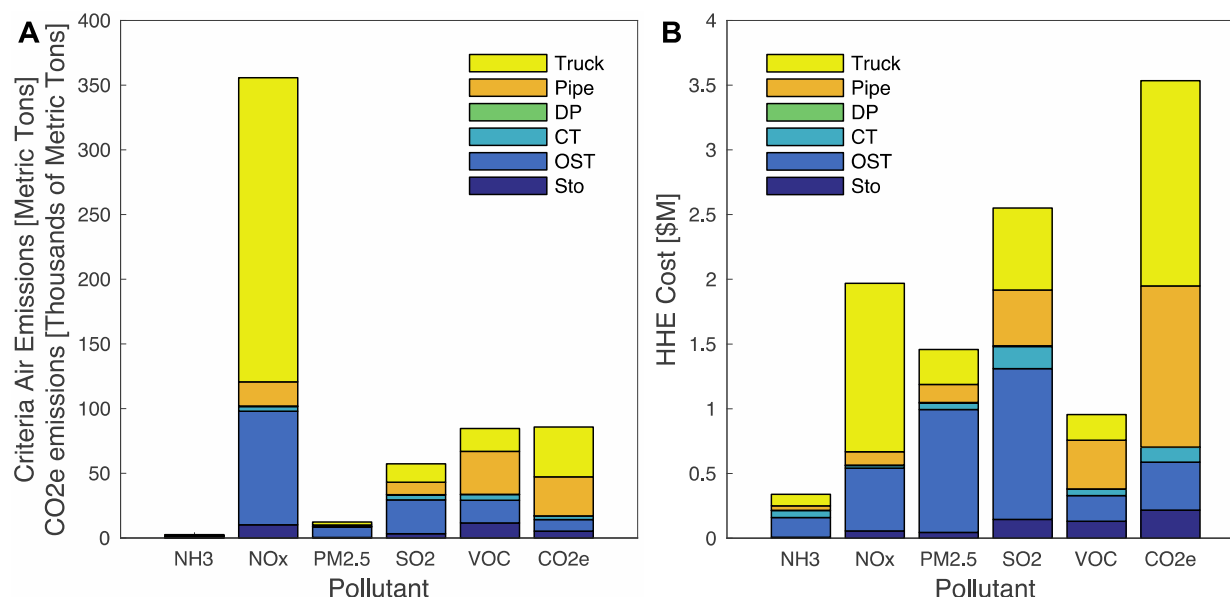 A
Criteria Air Emissions [Metric Tons]
CO2e emissions [Thousands of Metric Tons]
400
350
300
250
200
150
100
50
0
Truck
Pipe
DP
CT
OST
Sto
NH3 NOx PM2.5 SO2 VOC CO2e
Pollutant
B
HHE Cost [$M]
4
3.5
3
2.5
2
1.5
1
0.5
0
Truck
Pipe
DP
CT
OST
Sto
NH3 NOx PM2.5 SO2 VOC CO2e
Pollutant